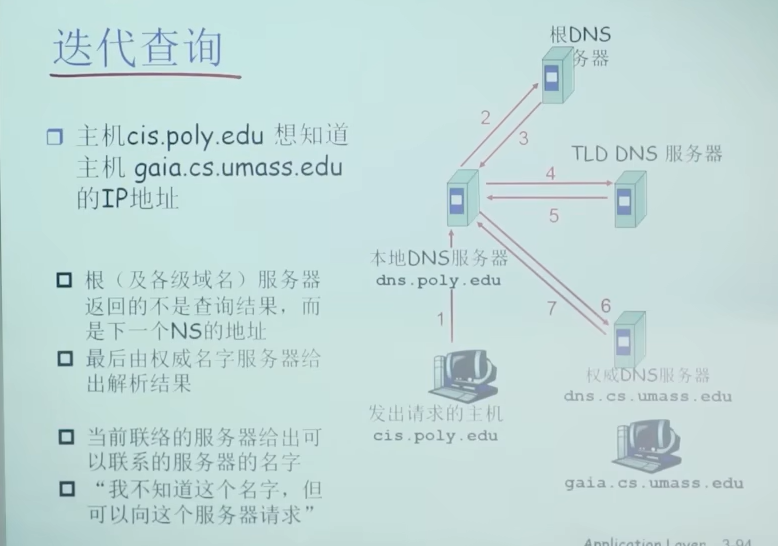 迭代查询
主机cis.poly.edu 想知道
主机 gaia.cs.umass.edu
的IP地址
根（及各级域名）服务器
返回的不是查询结果，而
是下一个NS的地址
最后由权威名字服务器给
出解析结果
当前联络的服务器给出可
以联系的服务器的名字
“我不知道这个名字，但
可以向这个服务器请求”
根DNS
务器
2
3
TLD DNS 服务器
4
5
本地DNS服务器
dns.poly.edu
1
6
7
权威DNS服务器
dns.cs.umass.edu
发出请求的主机
cis.poly.edu
gaia.cs.umass.edu
Application Layer 3-94